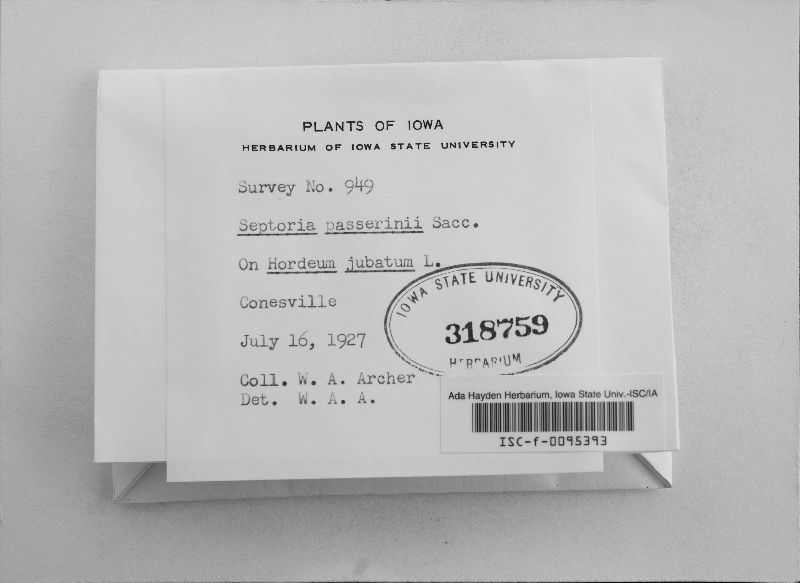 PLANTS OF IOWA
HERBARIUM OF IOWA STATE UNIVERSITY
Survey No. 949
Septoria passerinii Sacc.
On Hordeum jubatum L.
Conesville
July 16, 1927
Coll. W. A. Archer
Det. W. A. A.
IOWA STATE UNIVERSITY
318759
HERBARIUM
Ada Hayden Herbarium, Iowa State Univ.-ISC/IA
ISC-f-0095393